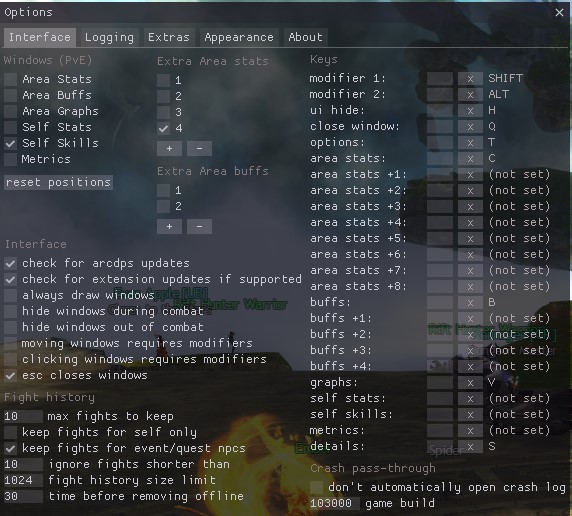 Options
Interface Logging Extras Appearance About
Windows (PvE)
Area Stats
Area Buffs
Area Graphs
Self Stats
Self Skills
Metrics
reset positions
Extra Area stats
1
2
3
4
+ -
Extra Area buffs
1
2
+ -
Interface
check for arcdps updates
check for extension updates if supported
always draw windows
hide windows during combat
hide windows out of combat
moving windows requires modifiers
clicking windows requires modifiers
esc closes windows
Fight history
10 max fights to keep
keep fights for self only
keep fights for event/quest npcs
10 ignore fights shorter than
1024 fight history size limit
30 time before removing offline
Keys
modifier 1: x SHIFT
modifier 2: x ALT
ui hide: x H
close window: x Q
options: x T
area stats: x C
area stats +1: x (not set)
area stats +2: x (not set)
area stats +3: x (not set)
area stats +4: x (not set)
area stats +5: x (not set)
area stats +6: x (not set)
area stats +7: x (not set)
area stats +8: x (not set)
buffs: x B
buffs +1: x (not set)
buffs +2: x (not set)
buffs +3: x (not set)
buffs +4: x (not set)
graphs: x V
self stats: x (not set)
self skills: x (not set)
metrics: x (not set)
details: x S
Crash pass-through
don't automatically open crash log
103000 game build
Hunter Warrior
Spider